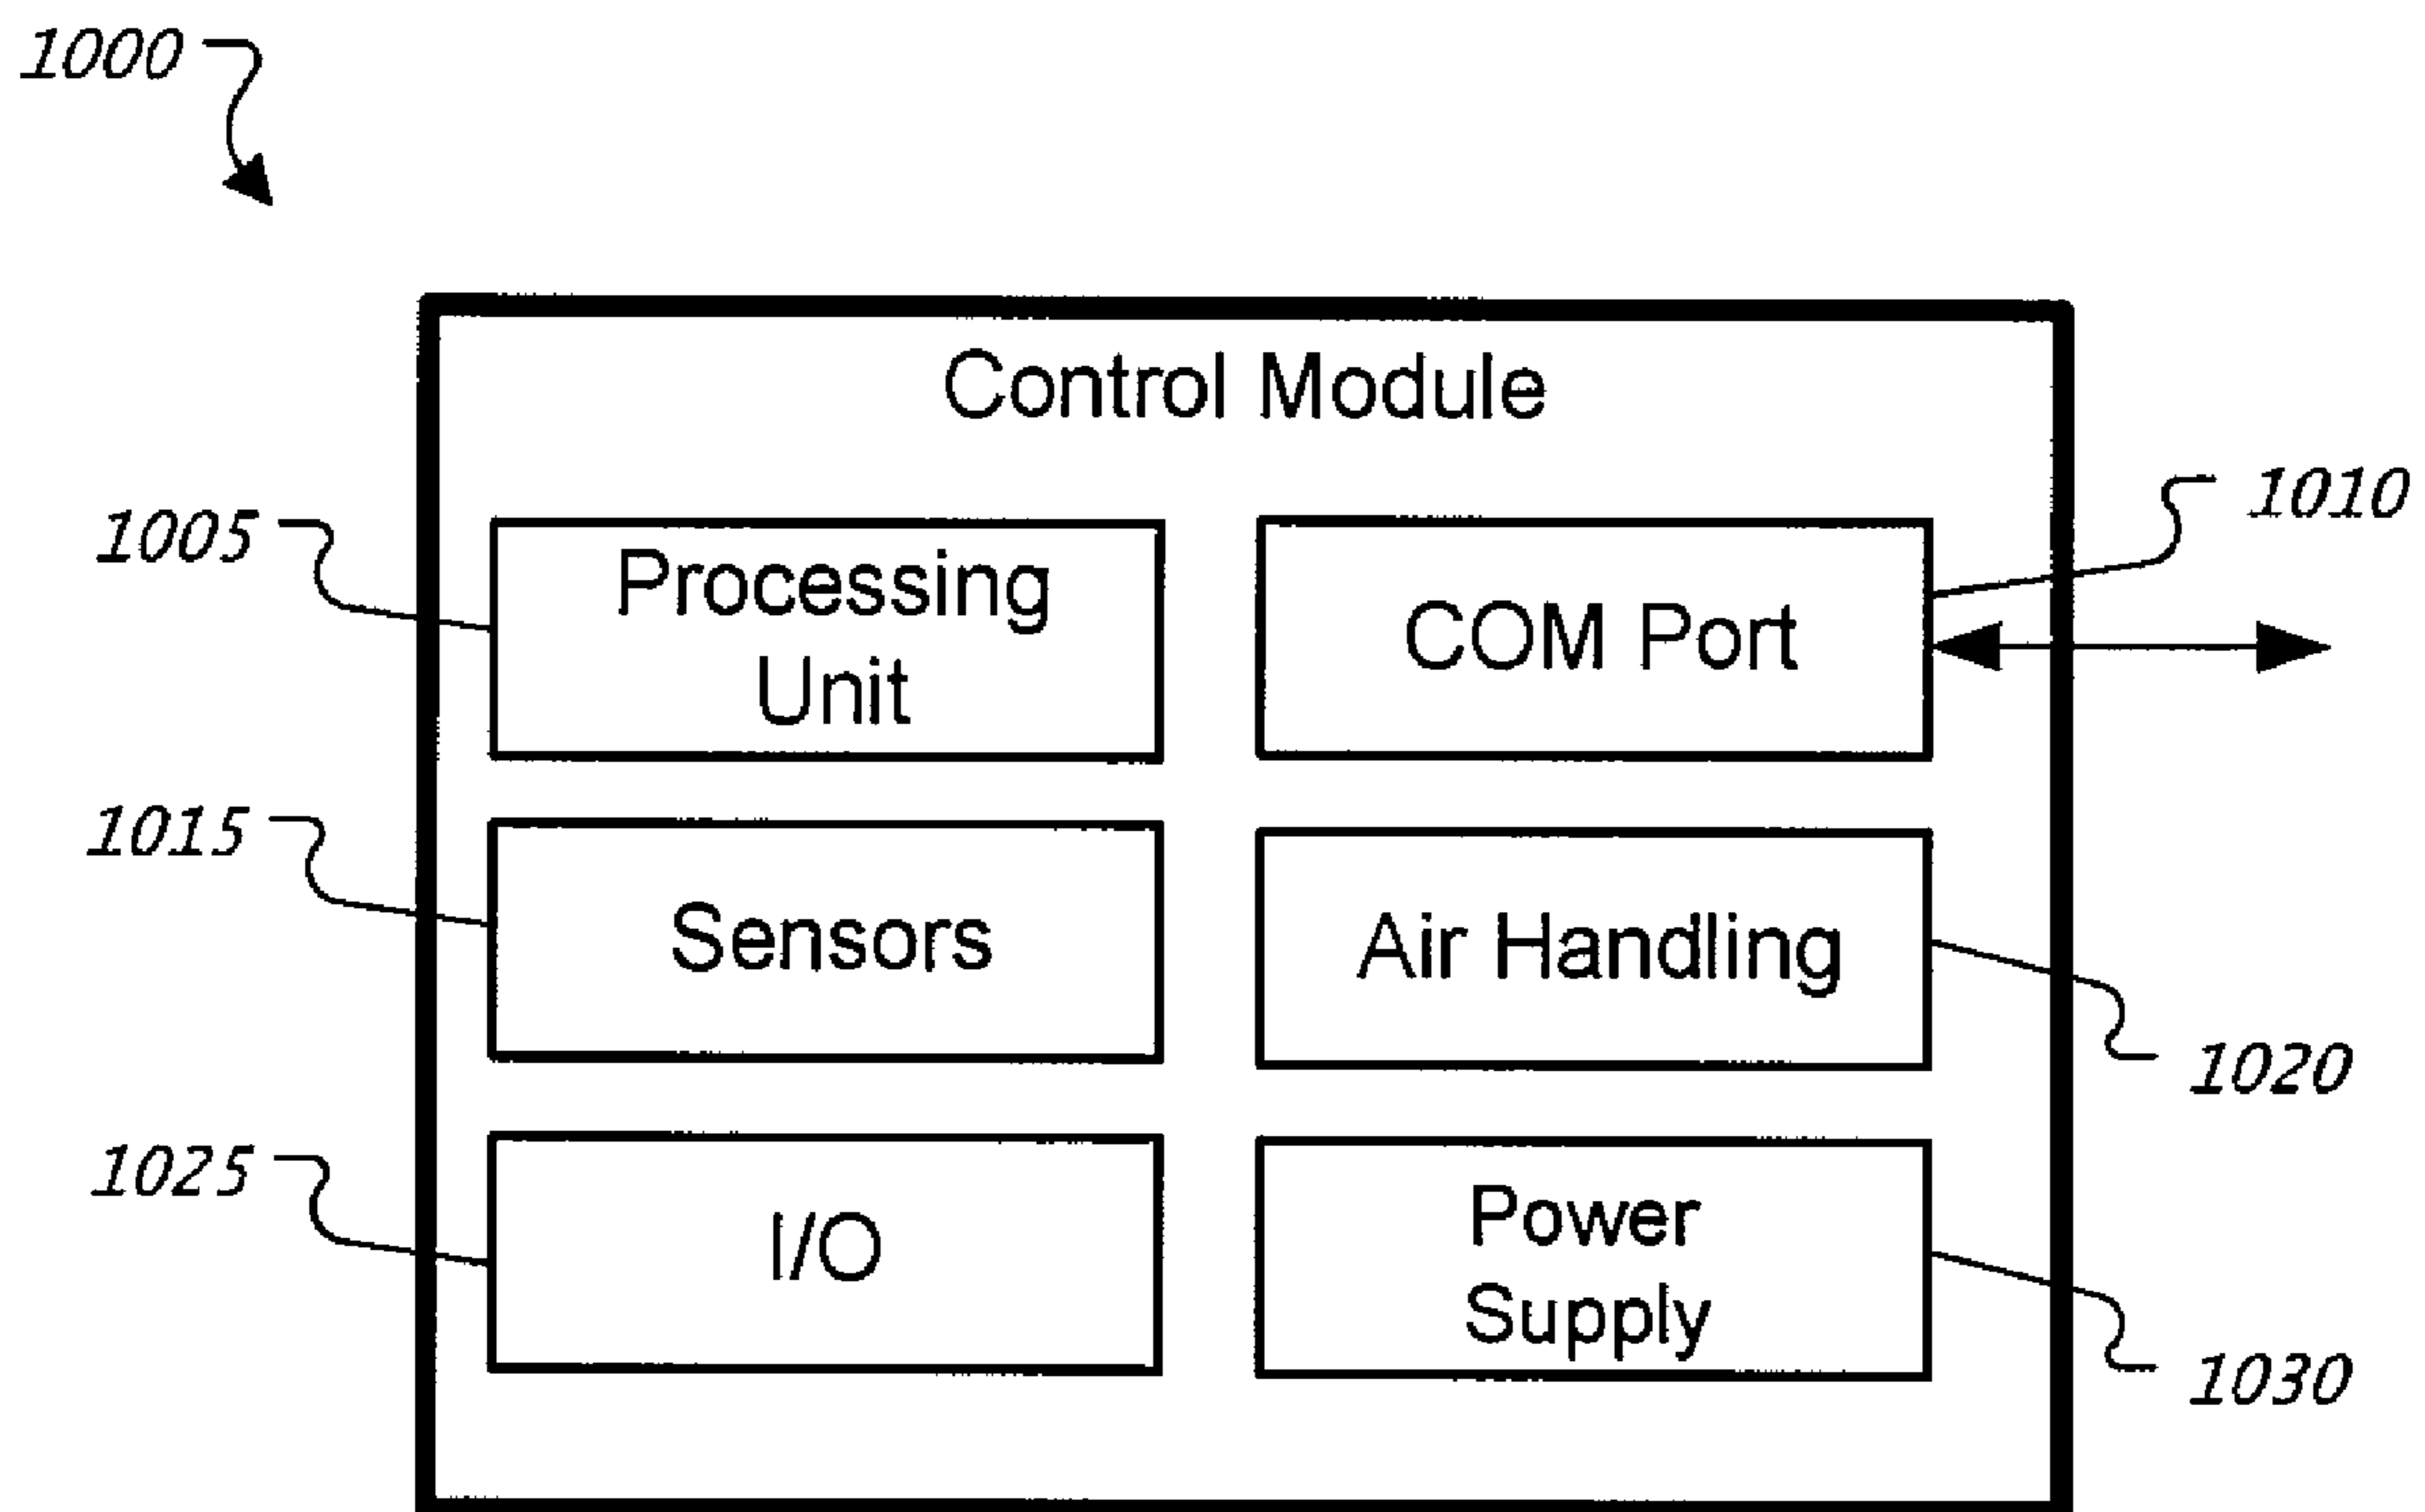 1000
Control Module
1005
Processing
Unit
COM Port
1010
1015
Sensors
Air Handling
1020
1025
I/O
Power
Supply
1030